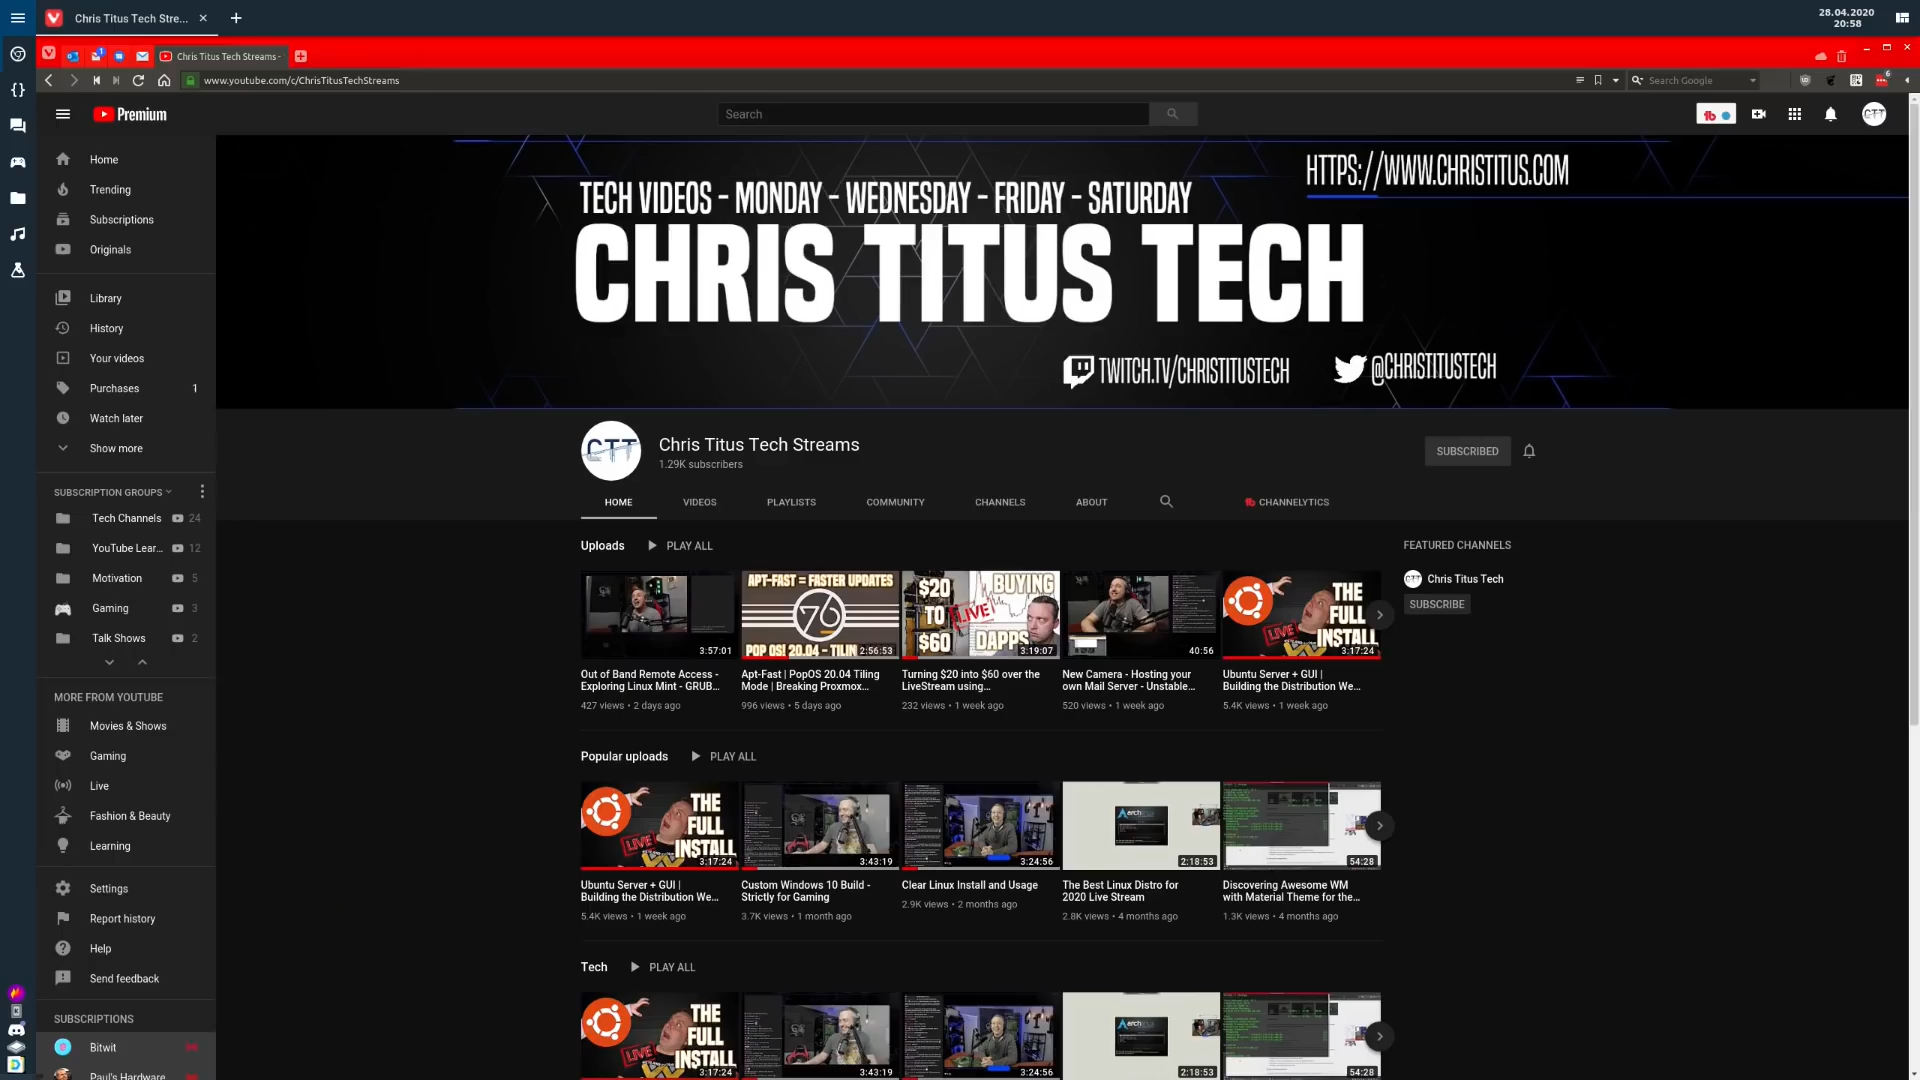 Chris Titus Tech Stre...
28.04.2020
20:58
Chris Titus Tech Streams -
www.youtube.com/c/ChrisTitusTechStreams
Search Google
Premium
Search
CTT
Home
Trending
Subscriptions
Originals
Library
History
Your videos
Purchases 1
Watch later
Show more
SUBSCRIPTION GROUPS
Tech Channels 24
YouTube Lear... 12
Motivation 5
Gaming 3
Talk Shows 2
MORE FROM YOUTUBE
Movies & Shows
Gaming
Live
Fashion & Beauty
Learning
Settings
Report history
Help
Send feedback
SUBSCRIPTIONS
Bitwit
Paul's Hardware
HTTPS://WWW.CHRISTITUS.COM
TECH VIDEOS - MONDAY - WEDNESDAY - FRIDAY - SATURDAY
CHRIS TITUS TECH
TWITCH.TV/CHRISTITUSTECH @CHRISTITUSTECH
CTT
Chris Titus Tech Streams
1.29K subscribers
SUBSCRIBED
HOME VIDEOS PLAYLISTS COMMUNITY CHANNELS ABOUT CHANNELYTICS
Uploads PLAY ALL
3:57:01
APT-FAST = FASTER UPDATES
76
POP OS! 20.04 - TILIN
2:56:53
$20
TO
$60
LIVE
BUYING
DAPPS
3:19:07
40:56
THE
FULL
LIVE
INSTALL
3:17:24
Out of Band Remote Access -
Exploring Linux Mint - GRUB...
427 views • 2 days ago
Apt-Fast | PopOS 20.04 Tiling
Mode | Breaking Proxmox...
996 views • 5 days ago
Turning $20 into $60 over the
LiveStream using...
232 views • 1 week ago
New Camera - Hosting your
own Mail Server - Unstable...
520 views • 1 week ago
Ubuntu Server + GUI |
Building the Distribution We...
5.4K views • 1 week ago
FEATURED CHANNELS
Chris Titus Tech
SUBSCRIBE
Popular uploads PLAY ALL
THE
FULL
LIVE
INSTALL
3:17:24
3:43:19
3:24:56
arch
2:18:53
54:28
Ubuntu Server + GUI |
Building the Distribution We...
5.4K views • 1 week ago
Custom Windows 10 Build -
Strictly for Gaming
3.7K views • 1 month ago
Clear Linux Install and Usage
2.9K views • 2 months ago
The Best Linux Distro for
2020 Live Stream
2.8K views • 4 months ago
Discovering Awesome WM
with Material Theme for the...
1.3K views • 4 months ago
Tech PLAY ALL
THE
FULL
LIVE
INSTALL
3:17:24
3:43:19
3:24:56
arch
2:18:53
54:28